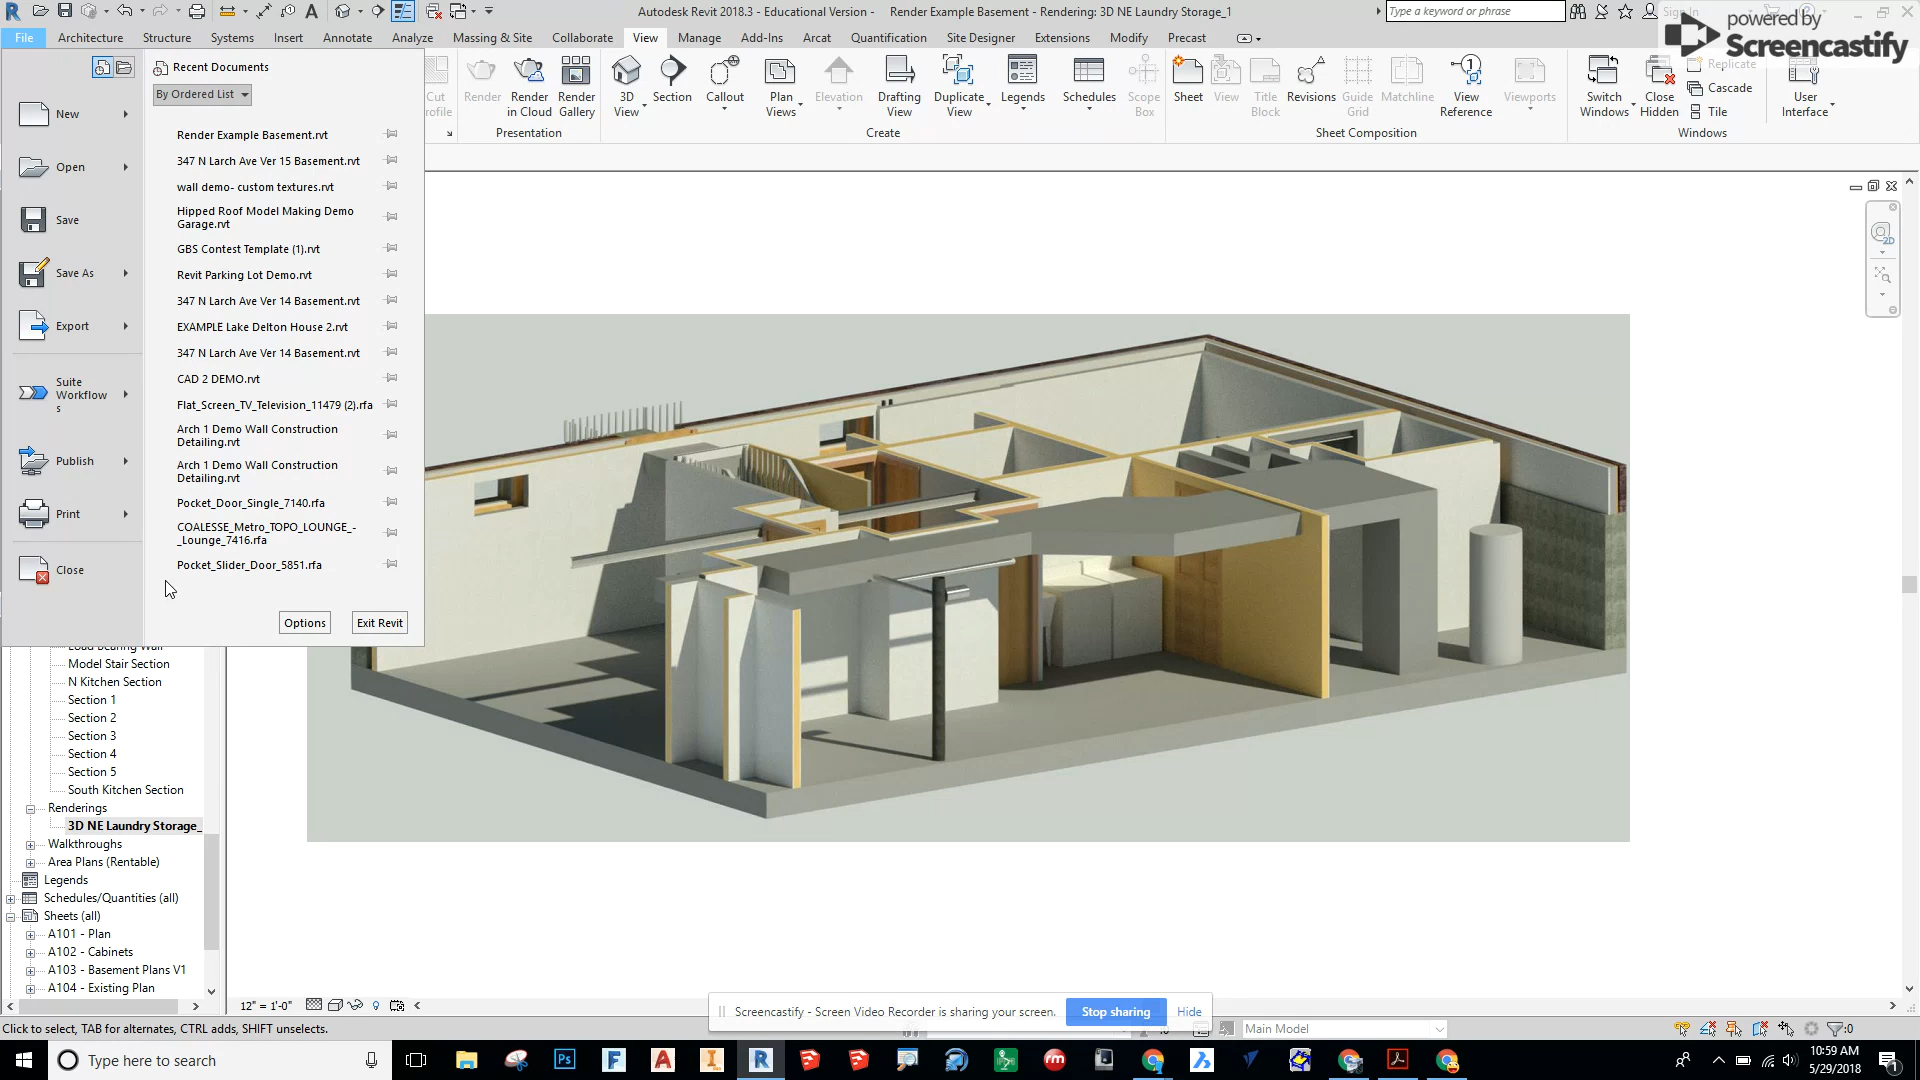 Autodesk Revit 2018.3 - Educational Version - Render Example Basement - Rendering: 3D NE Laundry Storage_1
Type a keyword or phrase
Sign In
powered by
Screencastify
File Architecture Structure Systems Insert Annotate Analyze Massing & Site Collaborate View Manage Add-Ins Arcat Quantification Site Designer Extensions Modify Precast
Cut
Profile
Render
Render
in Cloud
Render
Gallery
3D
View
Section
Callout
Plan
Views
Elevation
Drafting
View
Duplicate
View
Legends
Schedules
Scope
Box
Sheet
View
Title
Block
Revisions
Guide
Grid
Matchline
View
Reference
Viewports
Switch
Windows
Close
Hidden
Replicate
Cascade
Tile
User
Interface
Presentation
Create
Sheet Composition
Windows
New
Open
Save
Save As
Export
Suite
Workflow
s
Publish
Print
Close
Recent Documents
By Ordered List
Render Example Basement.rvt
347 N Larch Ave Ver 15 Basement.rvt
wall demo- custom textures.rvt
Hipped Roof Model Making Demo
Garage.rvt
GBS Contest Template (1).rvt
Revit Parking Lot Demo.rvt
347 N Larch Ave Ver 14 Basement.rvt
EXAMPLE Lake Delton House 2.rvt
347 N Larch Ave Ver 14 Basement.rvt
CAD 2 DEMO.rvt
Flat_Screen_TV_Television_11479 (2).rfa
Arch 1 Demo Wall Construction
Detailing.rvt
Arch 1 Demo Wall Construction
Detailing.rvt
Pocket_Door_Single_7140.rfa
COALESSE_Metro_TOPO_LOUNGE_-
_Lounge_7416.rfa
Pocket_Slider_Door_5851.rfa
Options
Exit Revit
Load Bearing Wall
Model Stair Section
N Kitchen Section
Section 1
Section 2
Section 3
Section 4
Section 5
South Kitchen Section
Renderings
3D NE Laundry Storage_
Walkthroughs
Area Plans (Rentable)
Legends
Schedules/Quantities (all)
Sheets (all)
A101 - Plan
A102 - Cabinets
A103 - Basement Plans V1
A104 - Existing Plan
2D
12" = 1'-0"
Screencastify - Screen Video Recorder is sharing your screen.
Stop sharing
Hide
Click to select, TAB for alternates, CTRL adds, SHIFT unselects.
Main Model
:0
Type here to search
10:59 AM
5/29/2018